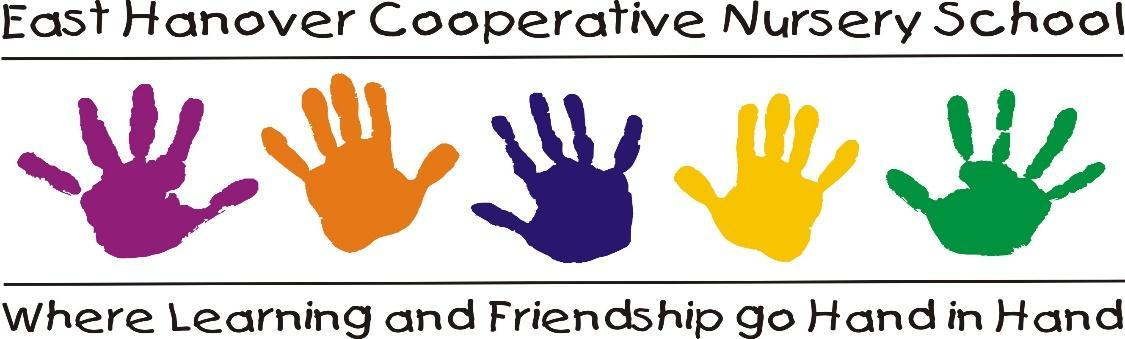 East Hanover Cooperative Nursery School
Where Learning and Friendship go Hand in Hand